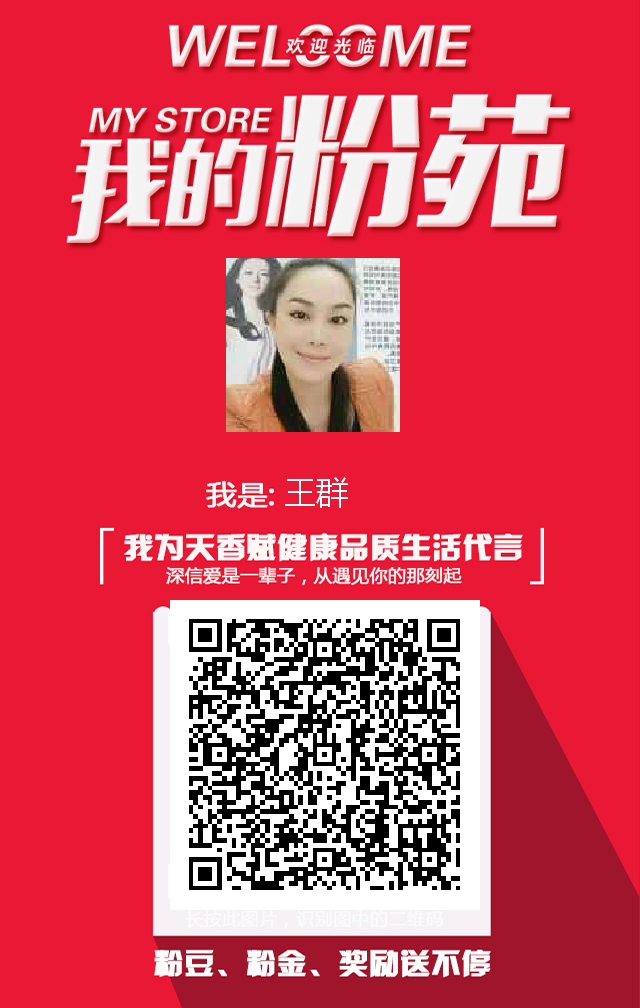 WELCOME
欢迎光临
MY STORE
我的粉苑
我是: 王群
我为天香赋健康品质生活代言
深信爱是一辈子，从遇见你的那刻起
长按此图片，识别图中的二维码
粉豆、粉金、奖励送不停